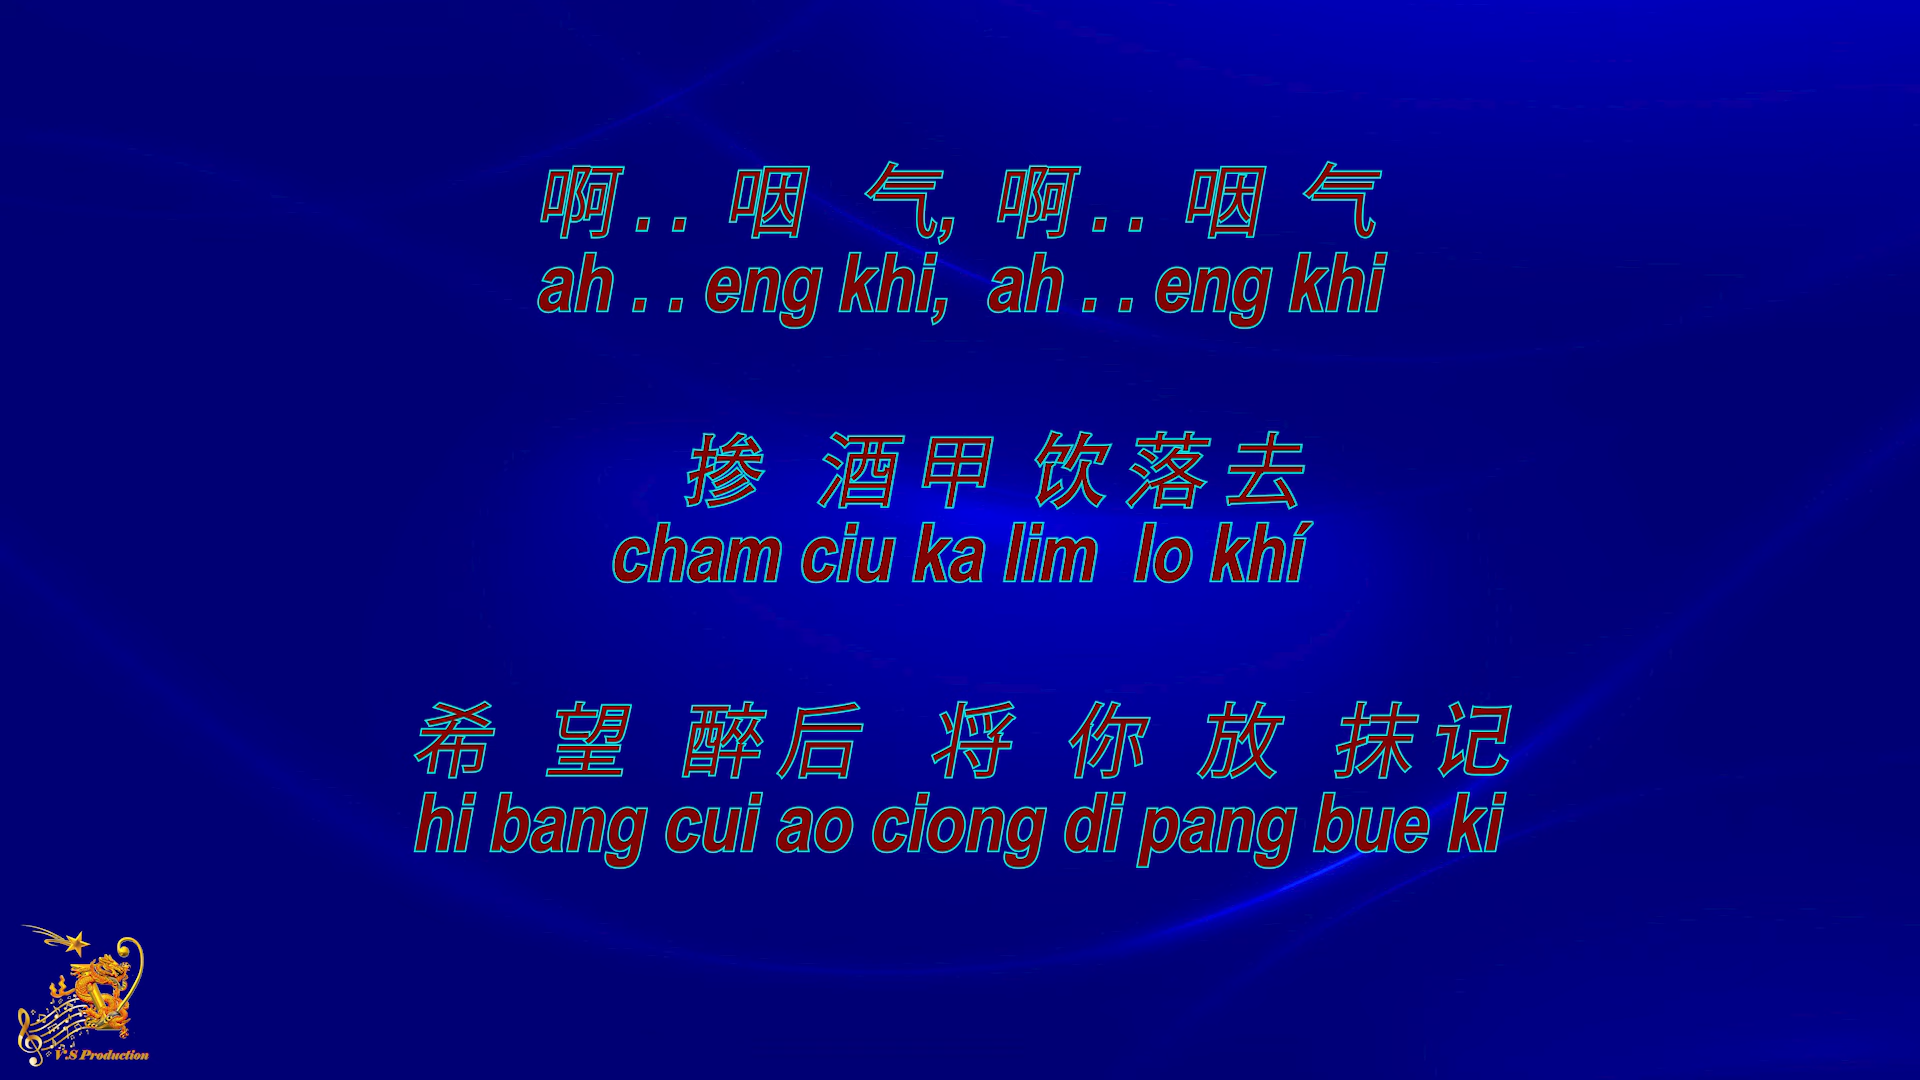 啊 . . 咽 气, 啊 . . 咽 气
ah . . eng khi, ah . . eng khi
掺 酒 甲 饮 落 去
cham ciu ka lim lo khí
希 望 醉 后 将 你 放 抹 记
hi bang cui ao ciong di pang bue ki
V.S Production